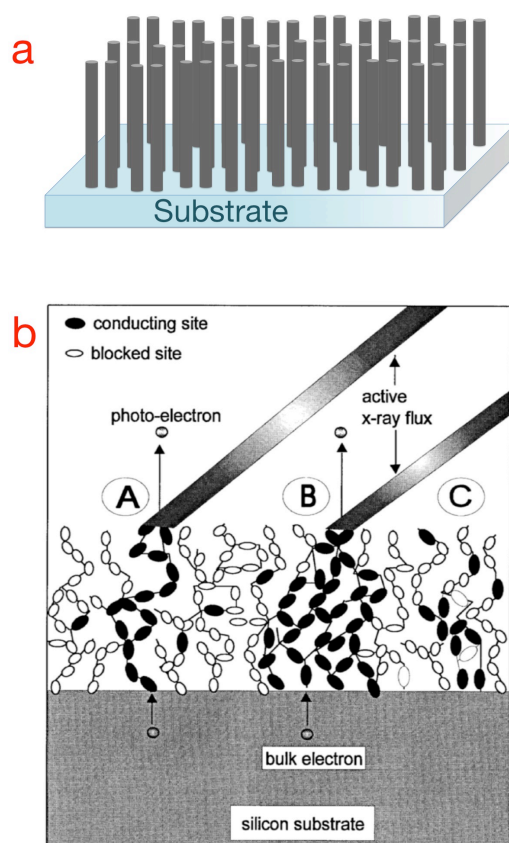 a
Substrate
b
conducting site
blocked site
photo-electron
active
x-ray flux
A
B
C
bulk electron
silicon substrate